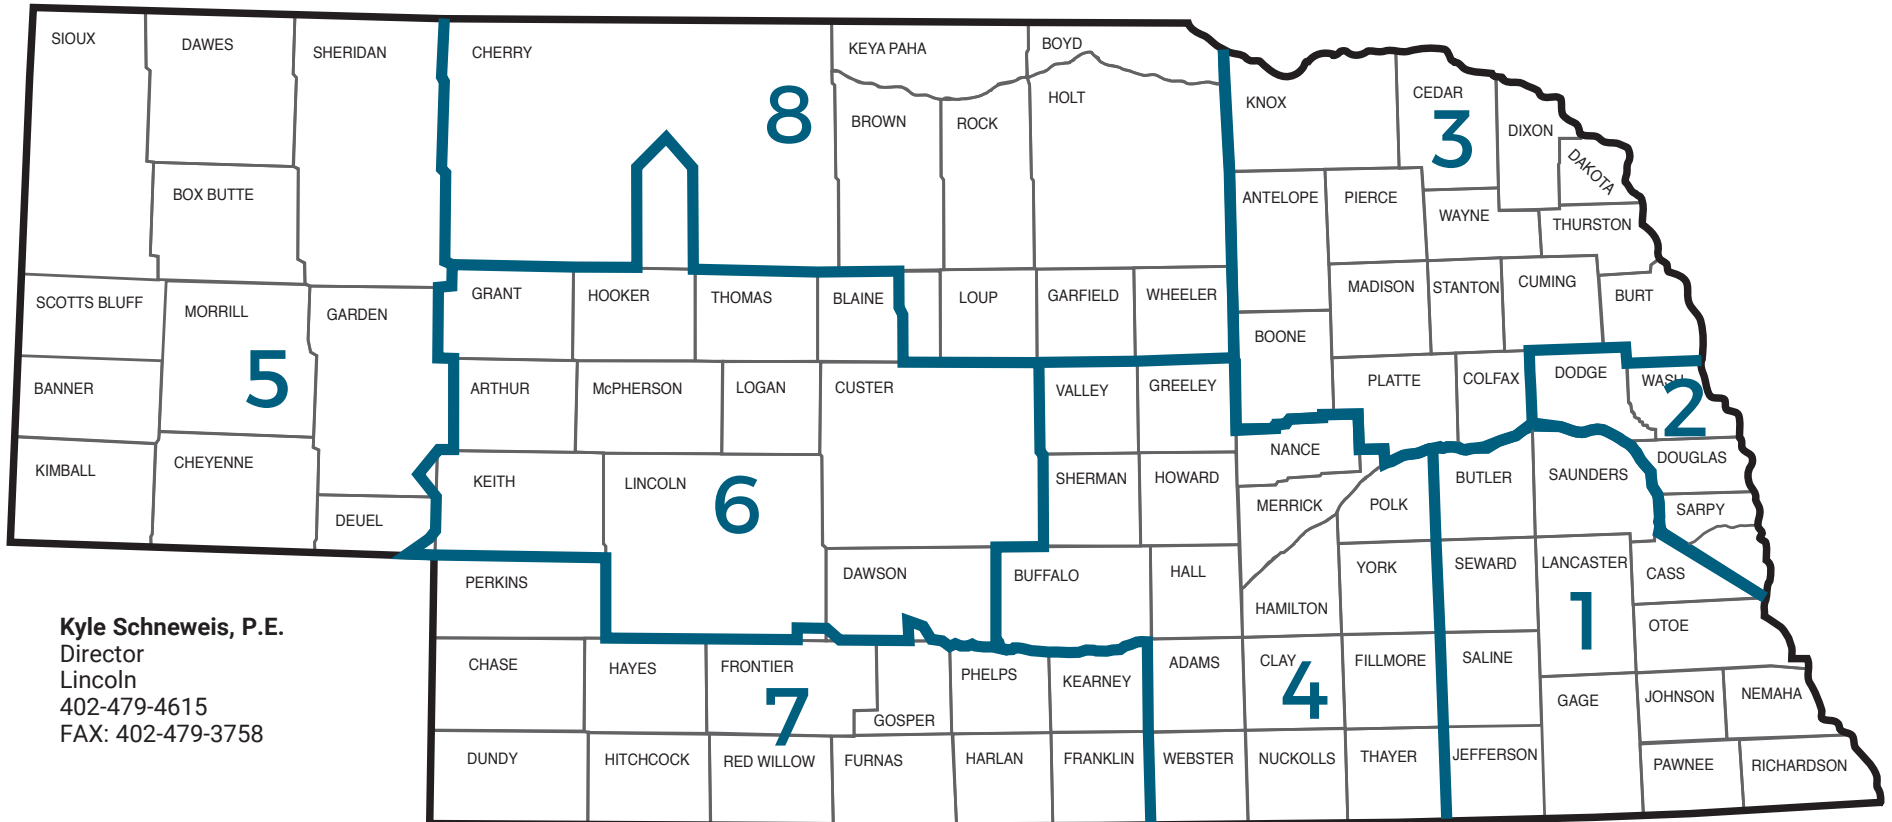 SIOUX
DAWES
SHERIDAN
CHERRY
KEYA PAHA
BOYD
8
BROWN
ROCK
HOLT
KNOX
CEDAR
3
DIXON
DAKOTA
BOX BUTTE
ANTELOPE
PIERCE
WAYNE
THURSTON
SCOTTS BLUFF
MORRILL
GARDEN
GRANT
HOOKER
THOMAS
BLAINE
LOUP
GARFIELD
WHEELER
MADISON
STANTON
CUMING
BURT
BOONE
5
BANNER
ARTHUR
McPHERSON
LOGAN
CUSTER
VALLEY
GREELEY
PLATTE
COLFAX
DODGE
WASH
2
KIMBALL
CHEYENNE
KEITH
LINCOLN
6
SHERMAN
HOWARD
NANCE
MERRICK
POLK
BUTLER
SAUNDERS
DOUGLAS
SARPY
DEUEL
PERKINS
DAWSON
BUFFALO
HALL
HAMILTON
YORK
SEWARD
LANCASTER
CASS
1
OTOE
Kyle Schneweis, P.E.
Director
Lincoln
402-479-4615
FAX: 402-479-3758
CHASE
HAYES
FRONTIER
7
GOSPER
PHELPS
KEARNEY
ADAMS
CLAY
4
FILLMORE
SALINE
GAGE
JOHNSON
NEMAHA
DUNDY
HITCHCOCK
RED WILLOW
FURNAS
HARLAN
FRANKLIN
WEBSTER
NUCKOLLS
THAYER
JEFFERSON
PAWNEE
RICHARDSON